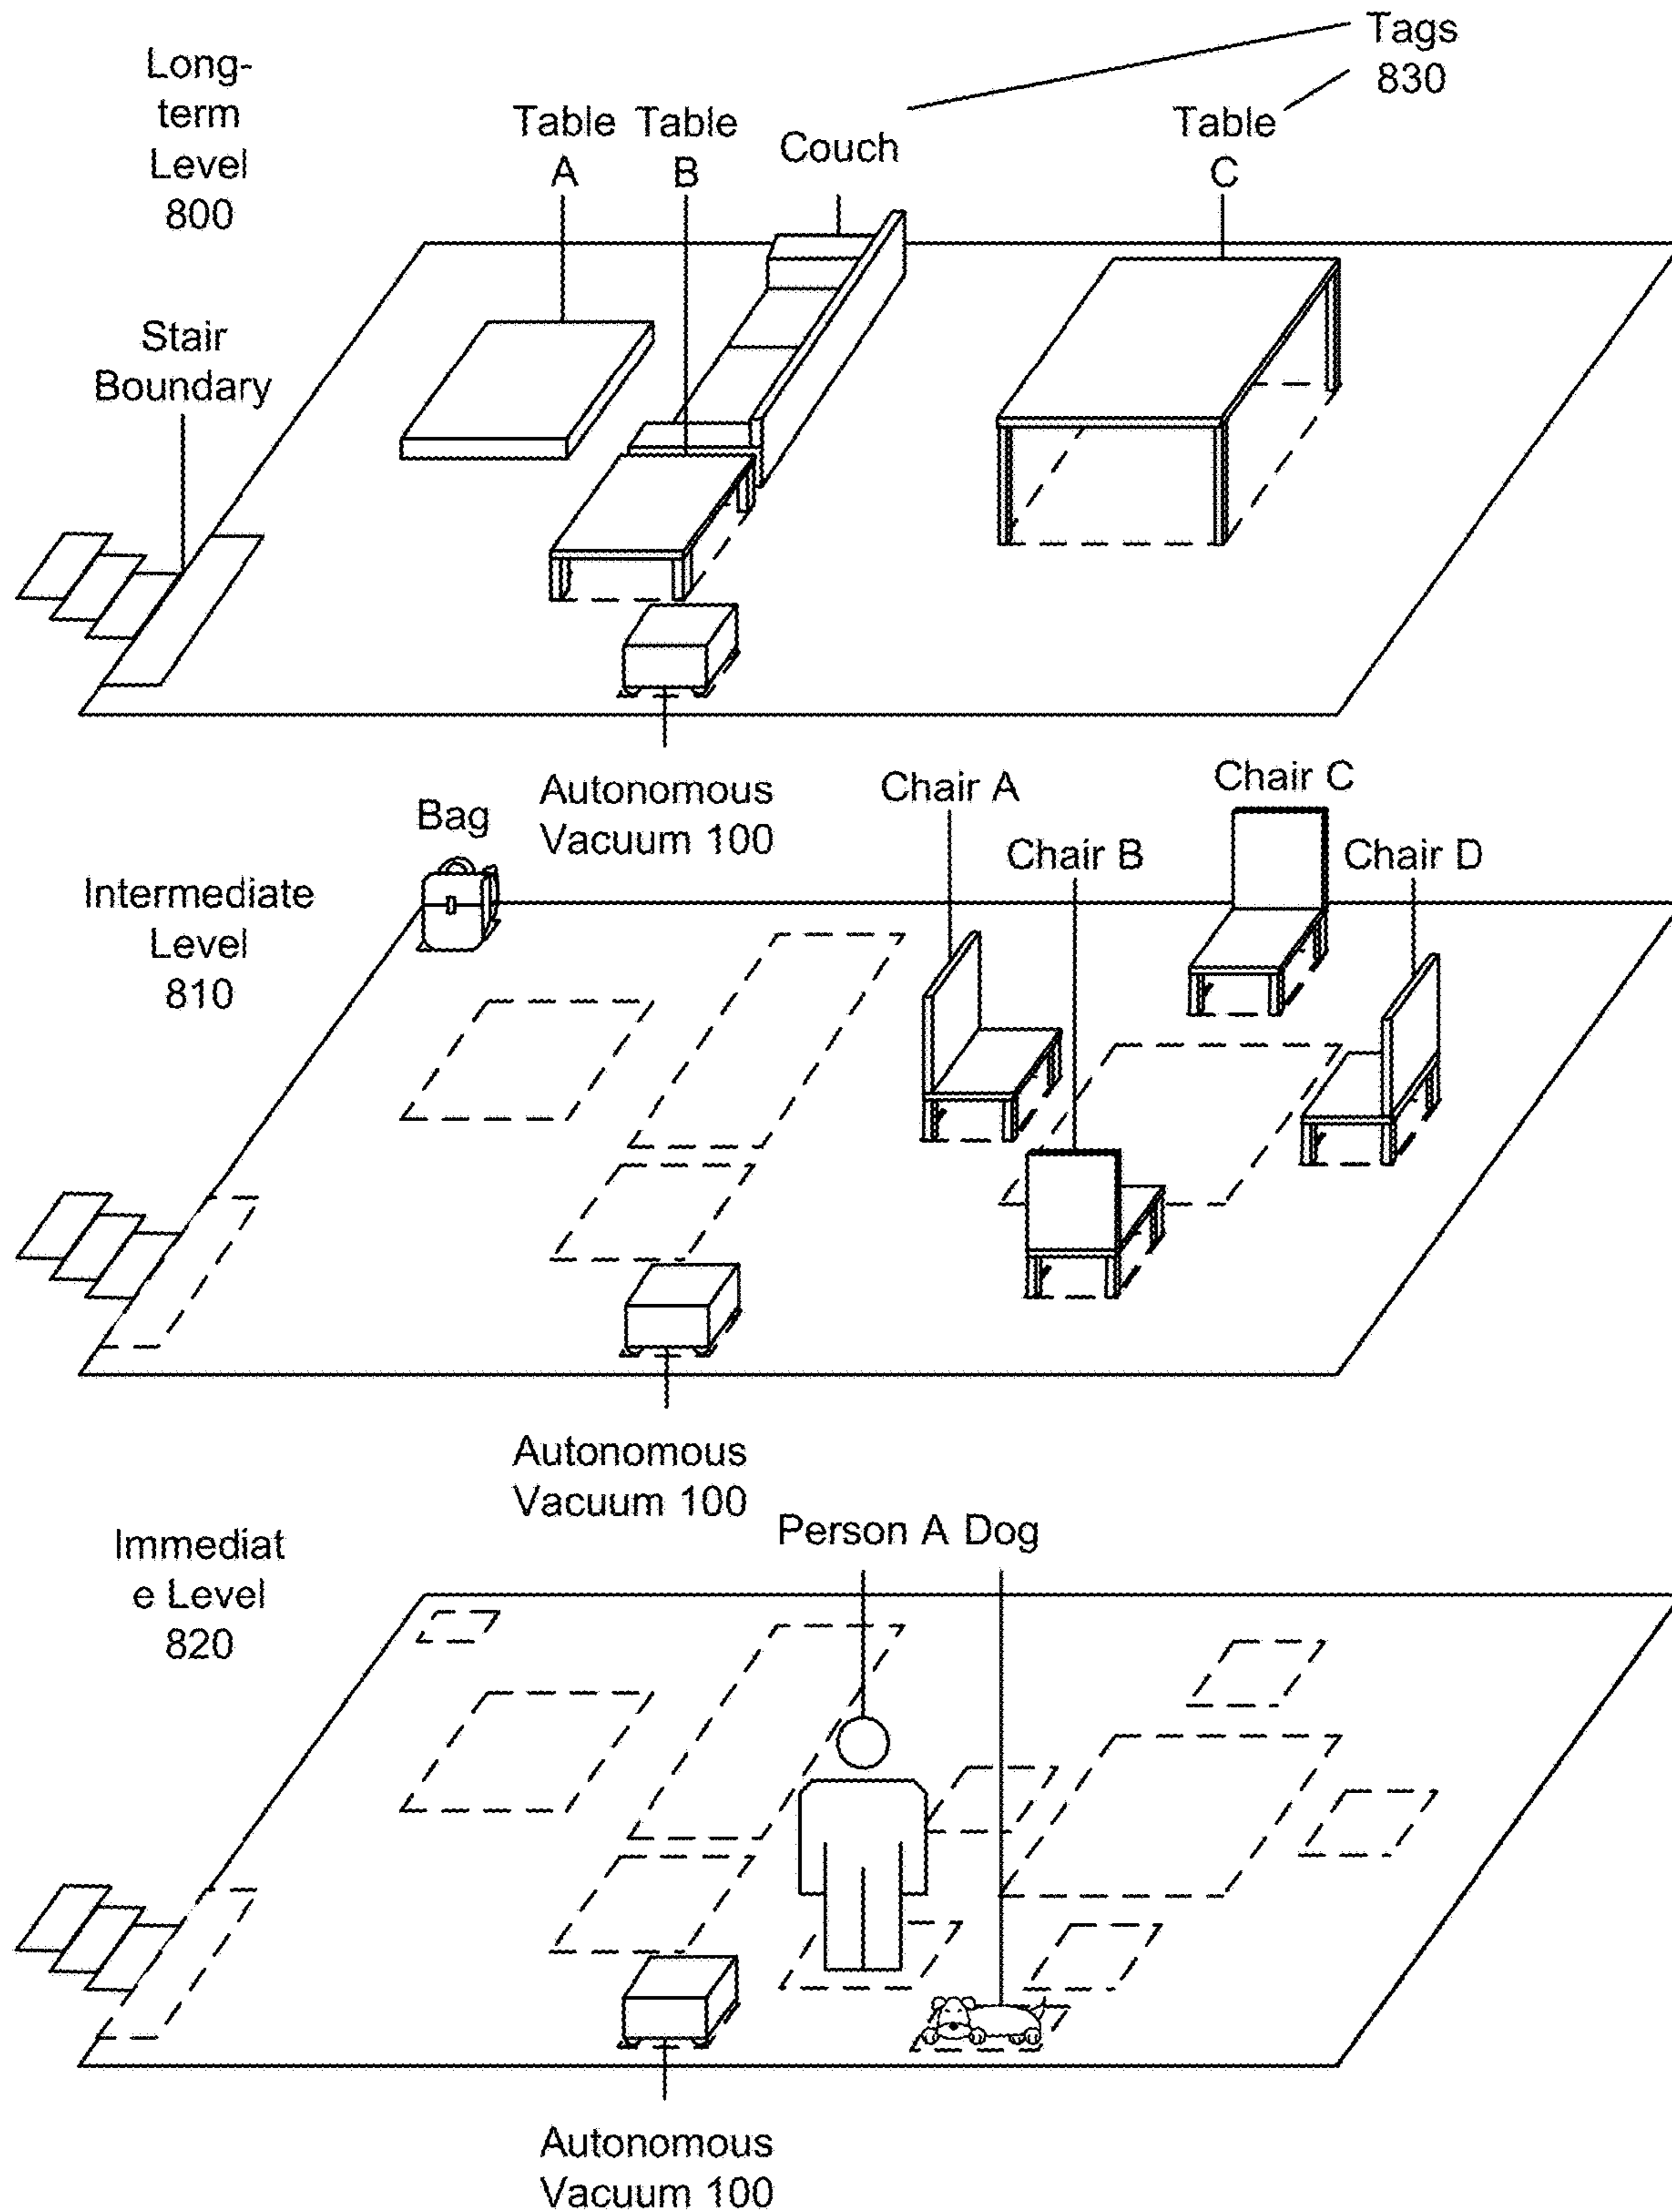 Tags
830
Long-
term
Level
800
Table Table
A B
Couch
Table
C
Stair
Boundary
Autonomous
Vacuum 100
Chair A
Chair C
Bag
Chair B
Chair D
Intermediate
Level
810
Autonomous
Vacuum 100
Person A Dog
Immediat
e Level
820
Autonomous
Vacuum 100